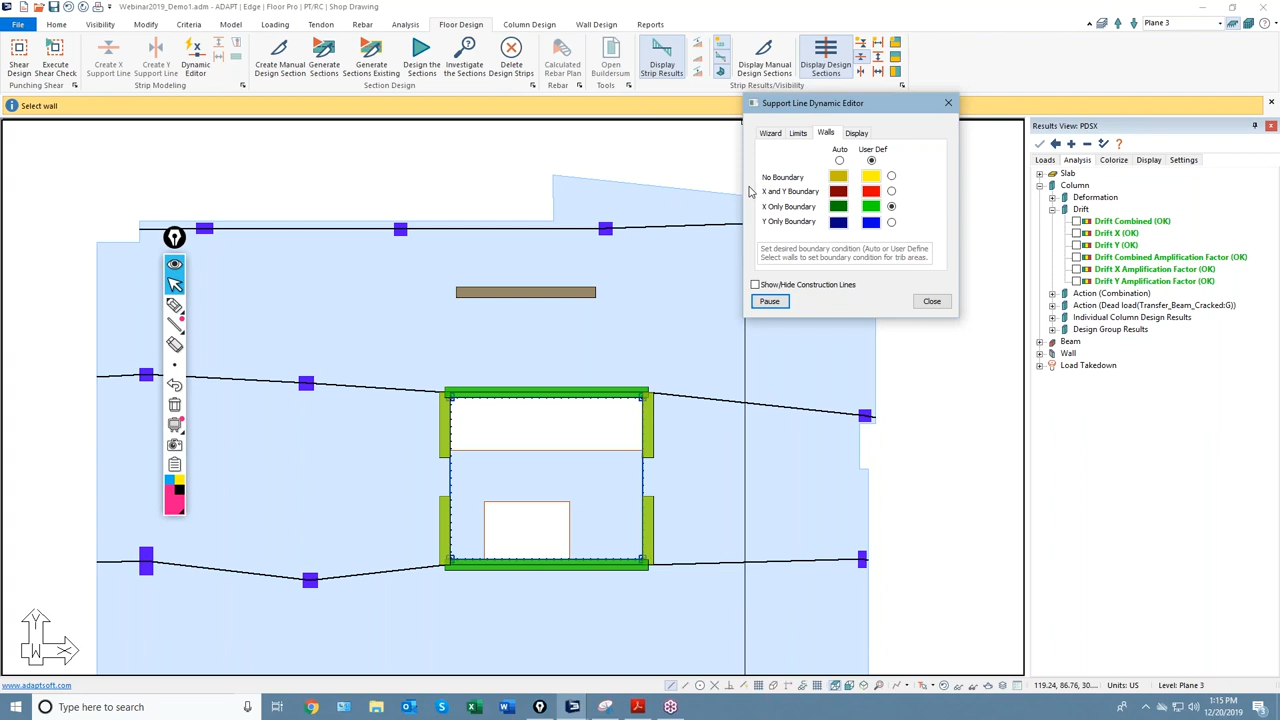 Webinar2019_Demo1.adm - ADAPT | Edge | Floor Pro | PT/RC | Shop Drawing
File Home Visibility Criteria Model Loading Tendon Rebar Analysis Floor Design Column Design Wall Design Reports
Plane 3
Shear Design
Execute Shear Check
Create X Support Line
Create Y Support Line
Dynamic Editor
Create Manual Design Section
Generate Sections
Generate Sections Existing
Design the Sections
Investigate the Sections
Delete Design Strips
Calculated Rebar Plan
Open Buildersum
Display Strip Results
Display Manual Design Sections
Display Design Sections
Punching Shear
Strip Modeling
Section Design
Rebar
Tools
Strip Results/Visibility
Select wall
Support Line Dynamic Editor
Wizard Limits Walls Display
Auto User Def
No Boundary
X and Y Boundary
X Only Boundary
Y Only Boundary
Set desired boundary condition (Auto or User Define
Select walls to set boundary condition for trib areas.
Show/Hide Construction Lines
Pause Close
Results View: PDSX
Loads Analysis Colorize Display Settings
Slab
Column
Deformation
Drift
Drift Combined (OK)
Drift X (OK)
Drift Y (OK)
Drift Combined Amplification Factor (OK)
Drift X Amplification Factor (OK)
Drift Y Amplification Factor (OK)
Action (Combination)
Action (Dead load(Transfer_Beam_Cracked:G))
Individual Column Design Results
Design Group Results
Beam
Wall
Load Takedown
Y
W X
www.adaptsoft.com
119.24, 86.76, 30.... Units: US Level: Plane 3
Type here to search
1:15 PM
12/20/2019